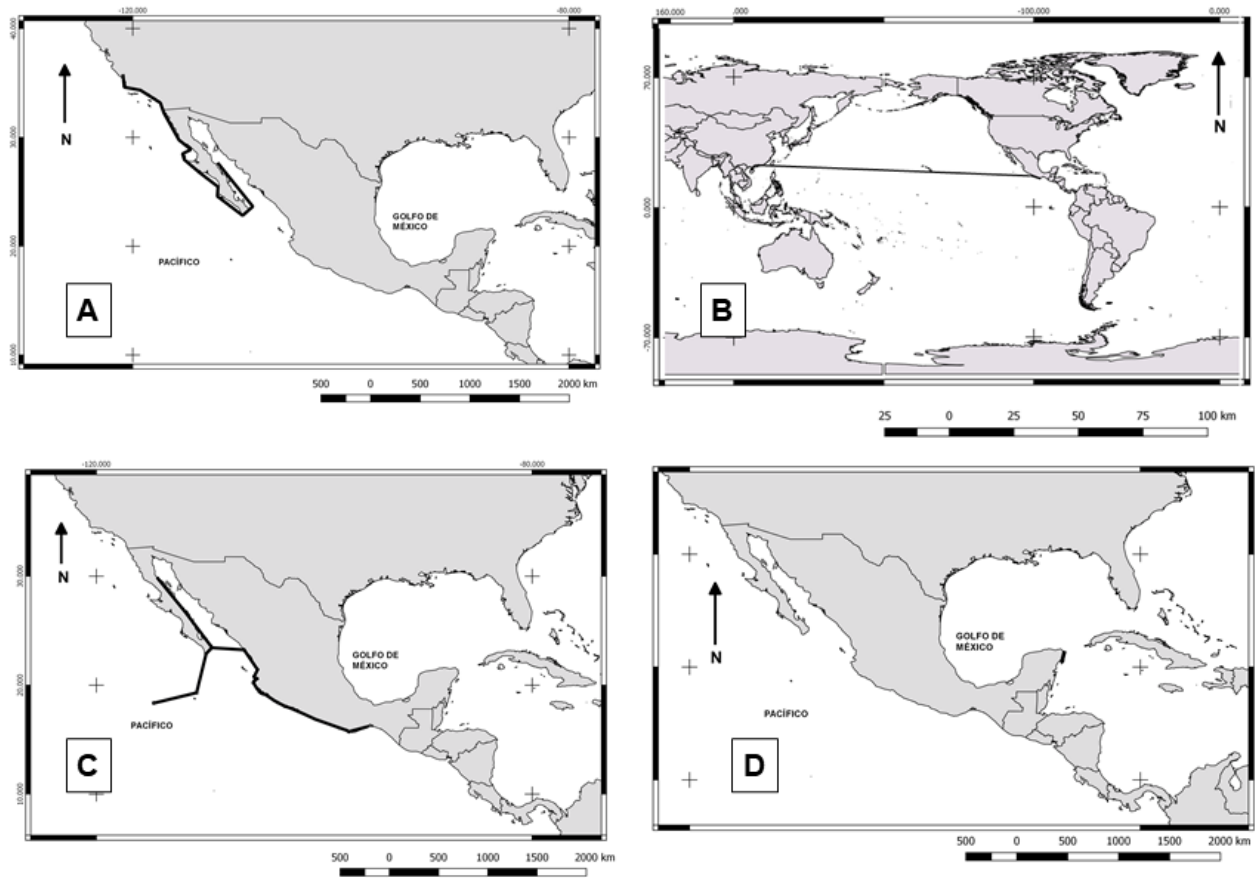 -120.000 -80.000
40.000
30.000
20.000
10.000
N
GOLFO DE
MÉXICO
PACÍFICO
A
500 0 500 1000 1500 2000 km
160.000 .000 -100.000 0.000
70.000
0.000
-70.000
N
B
25 0 25 50 75 100 km
-120.000 -80.000
30.000
20.000
10.000
N
GOLFO DE
MÉXICO
PACÍFICO
C
500 0 500 1000 1500 2000 km
N
GOLFO DE
MÉXICO
PACÍFICO
D
500 0 500 1000 1500 2000 km